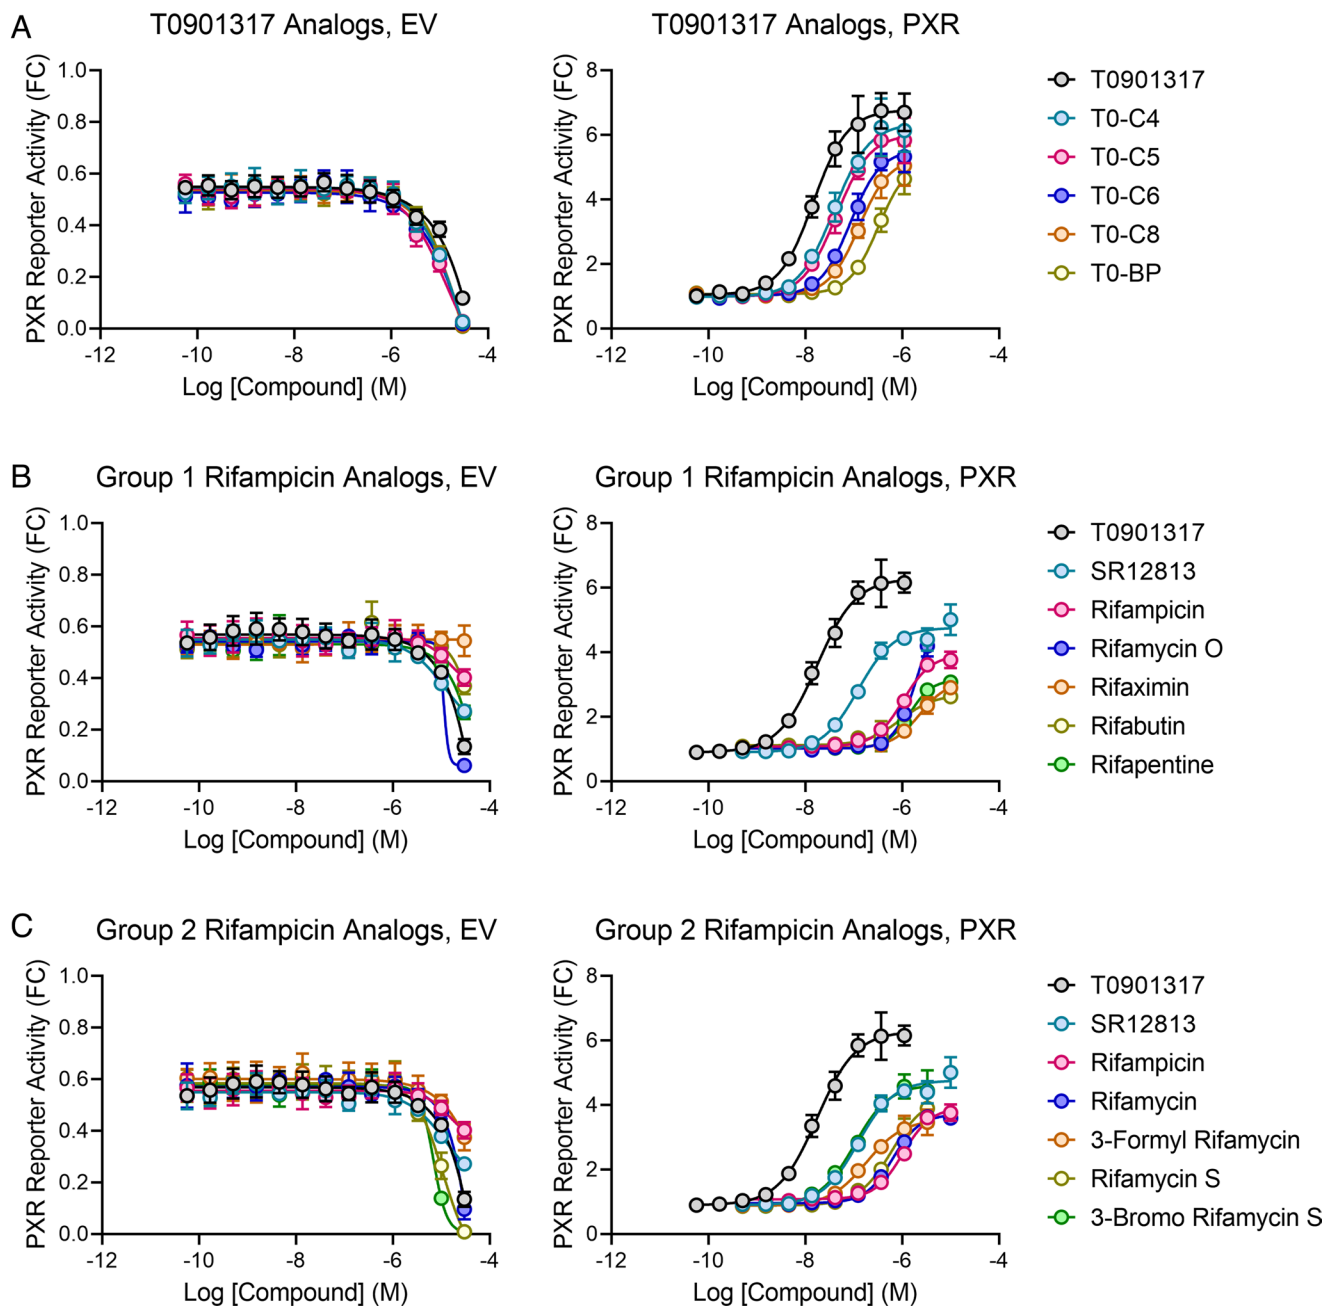 A
T0901317 Analogs, EV
T0901317 Analogs, PXR
PXR Reporter Activity (FC)
1.0
0.8
0.6
0.4
0.2
0.0
-12
-10
-8
-6
-4
Log [Compound] (M)
PXR Reporter Activity (FC)
8
6
4
2
0
-12
-10
-8
-6
-4
Log [Compound] (M)
T0901317
T0-C4
T0-C5
T0-C6
T0-C8
T0-BP
B
Group 1 Rifampicin Analogs, EV
Group 1 Rifampicin Analogs, PXR
PXR Reporter Activity (FC)
1.0
0.8
0.6
0.4
0.2
0.0
-12
-10
-8
-6
-4
Log [Compound] (M)
PXR Reporter Activity (FC)
8
6
4
2
0
-12
-10
-8
-6
-4
Log [Compound] (M)
T0901317
SR12813
Rifampicin
Rifamycin O
Rifaximin
Rifabutin
Rifapentine
C
Group 2 Rifampicin Analogs, EV
Group 2 Rifampicin Analogs, PXR
PXR Reporter Activity (FC)
1.0
0.8
0.6
0.4
0.2
0.0
-12
-10
-8
-6
-4
Log [Compound] (M)
PXR Reporter Activity (FC)
8
6
4
2
0
-12
-10
-8
-6
-4
Log [Compound] (M)
T0901317
SR12813
Rifampicin
Rifamycin
3-Formyl Rifamycin
Rifamycin S
3-Bromo Rifamycin S